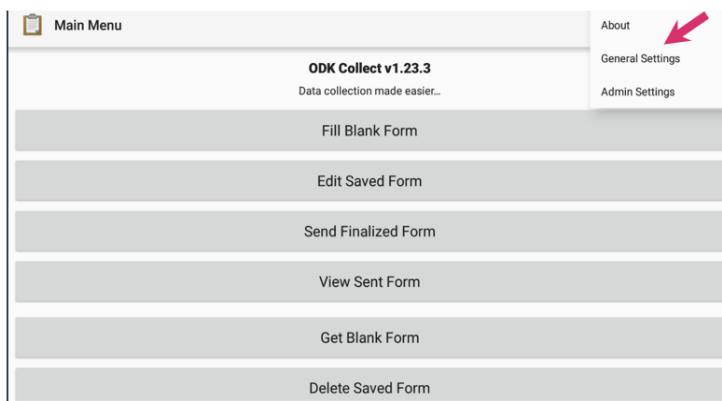 Main Menu
About
General Settings
Admin Settings
ODK Collect v1.23.3
Data collection made easier...
Fill Blank Form
Edit Saved Form
Send Finalized Form
View Sent Form
Get Blank Form
Delete Saved Form